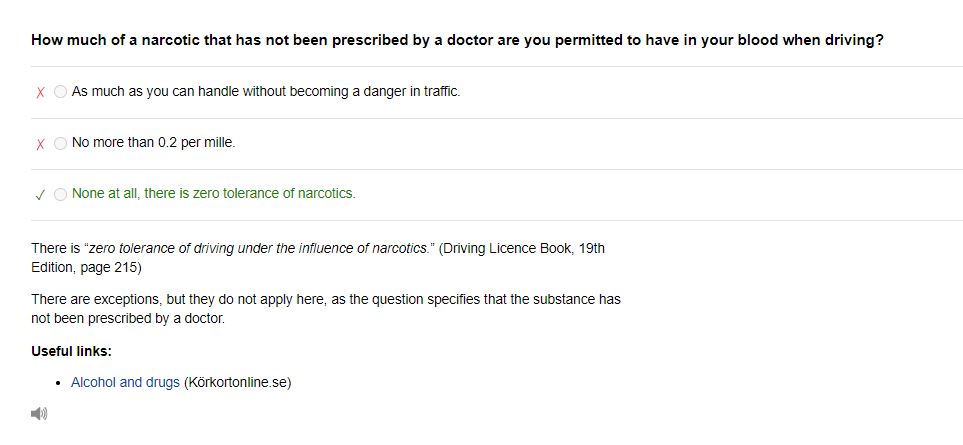 How much of a narcotic that has not been prescribed by a doctor are you permitted to have in your blood when driving?
X As much as you can handle without becoming a danger in traffic.
X No more than 0.2 per mille.
✓ None at all, there is zero tolerance of narcotics.
There is “zero tolerance of driving under the influence of narcotics.” (Driving Licence Book, 19th
Edition, page 215)
There are exceptions, but they do not apply here, as the question specifies that the substance has
not been prescribed by a doctor.
Useful links:
• Alcohol and drugs (Körkortonline.se)